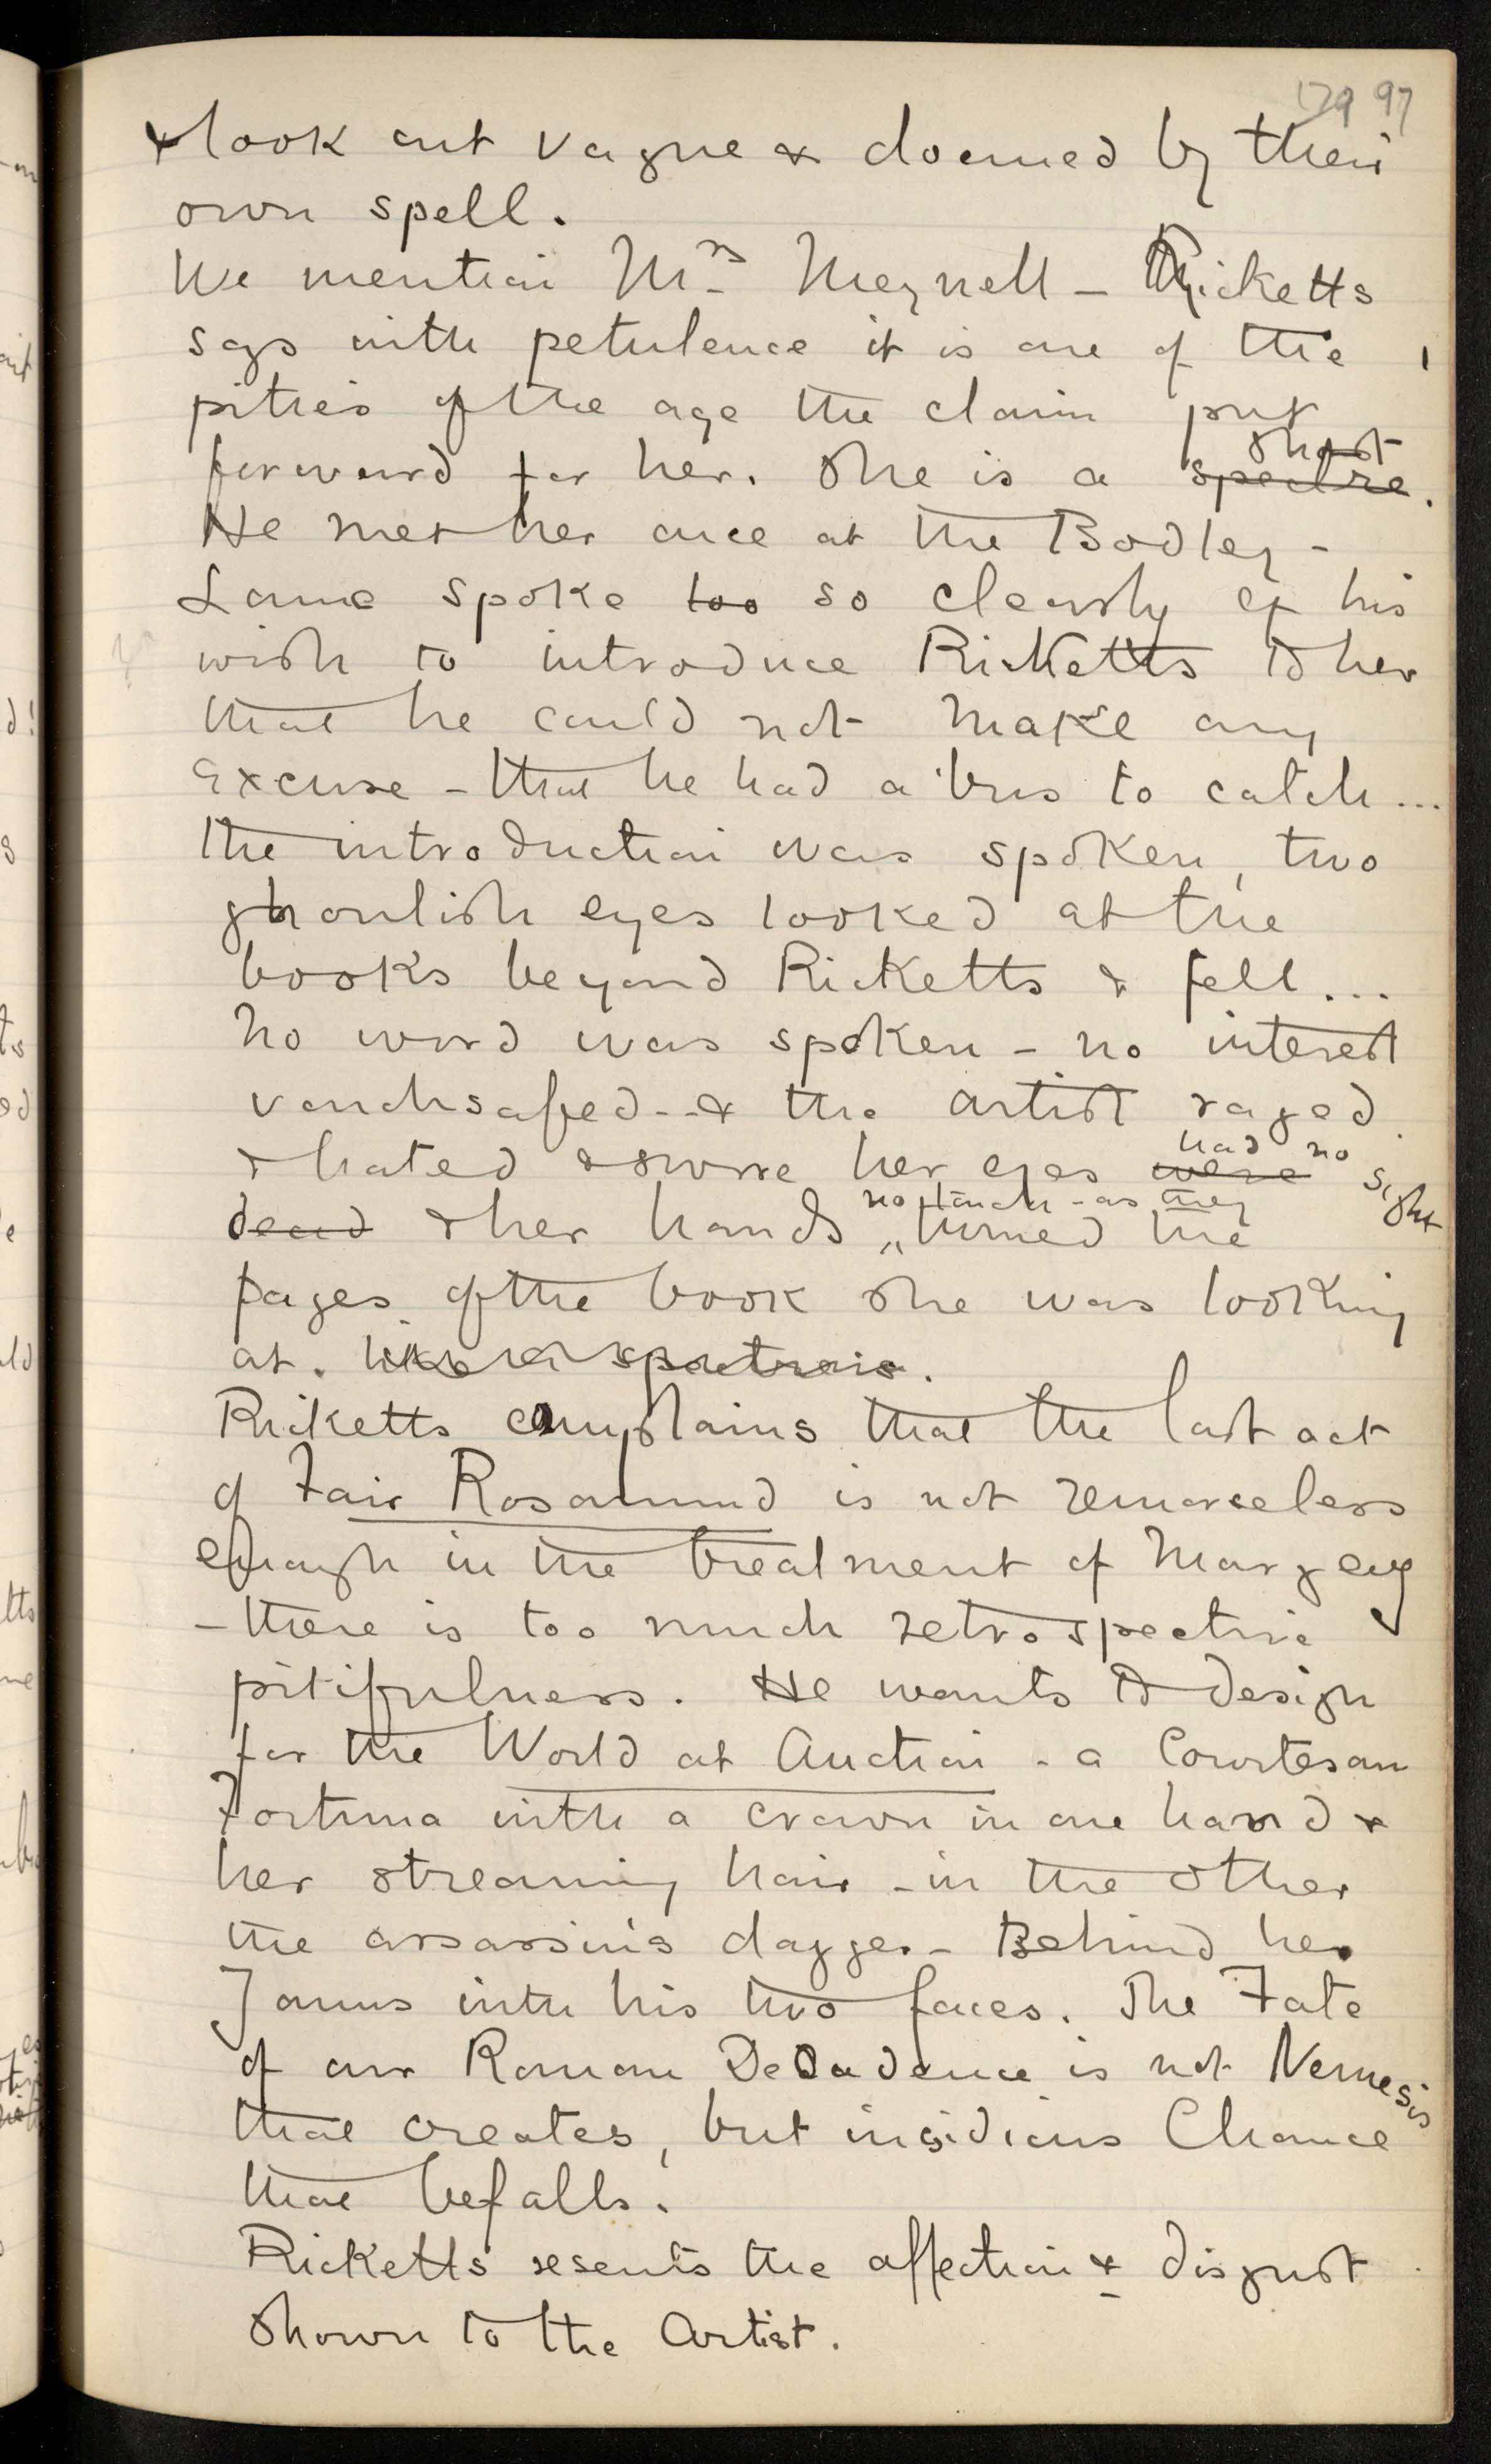 129 97
& look out vague & doomed by their
own spell.
We mention Mrs Meynell – Ricketts
says with petulence it is one of the
pities of the age the claim put
forward for her. She is a spectre. ghost
He met her once at the Bodley –
Lane spoke too so clearly of his
wish to introduce Ricketts to her
that he could not make any
excuse – that he had a 'bus to catch...
The introduction was spoken, two
ghoulish eyes looked at the
books beyond Ricketts & fell...
No word was spoken – no interest
vouchsafed – & the artist raged
& hated & swore her eyes were had no sight
dead & her hands no touch – as they turned the
pages of the book she was looking
at. like a
Ricketts complains that the last act
of Fair Rosamund is not remorseless
enough in the treatment of Margery
– there is too much retrospective
pitifulness. He wants to design
for the World at Auction – a Courtesan
Fortuna with a crown in one hand &
her streaming hair – in the other
the assassin's dagger – Behind her
Janus with his two faces. The Fate
of our Roman Decadence is not Nemesis
that creates, but insidious Chance
that befalls.
Ricketts resents the affection & disgust
shown to the Artist.